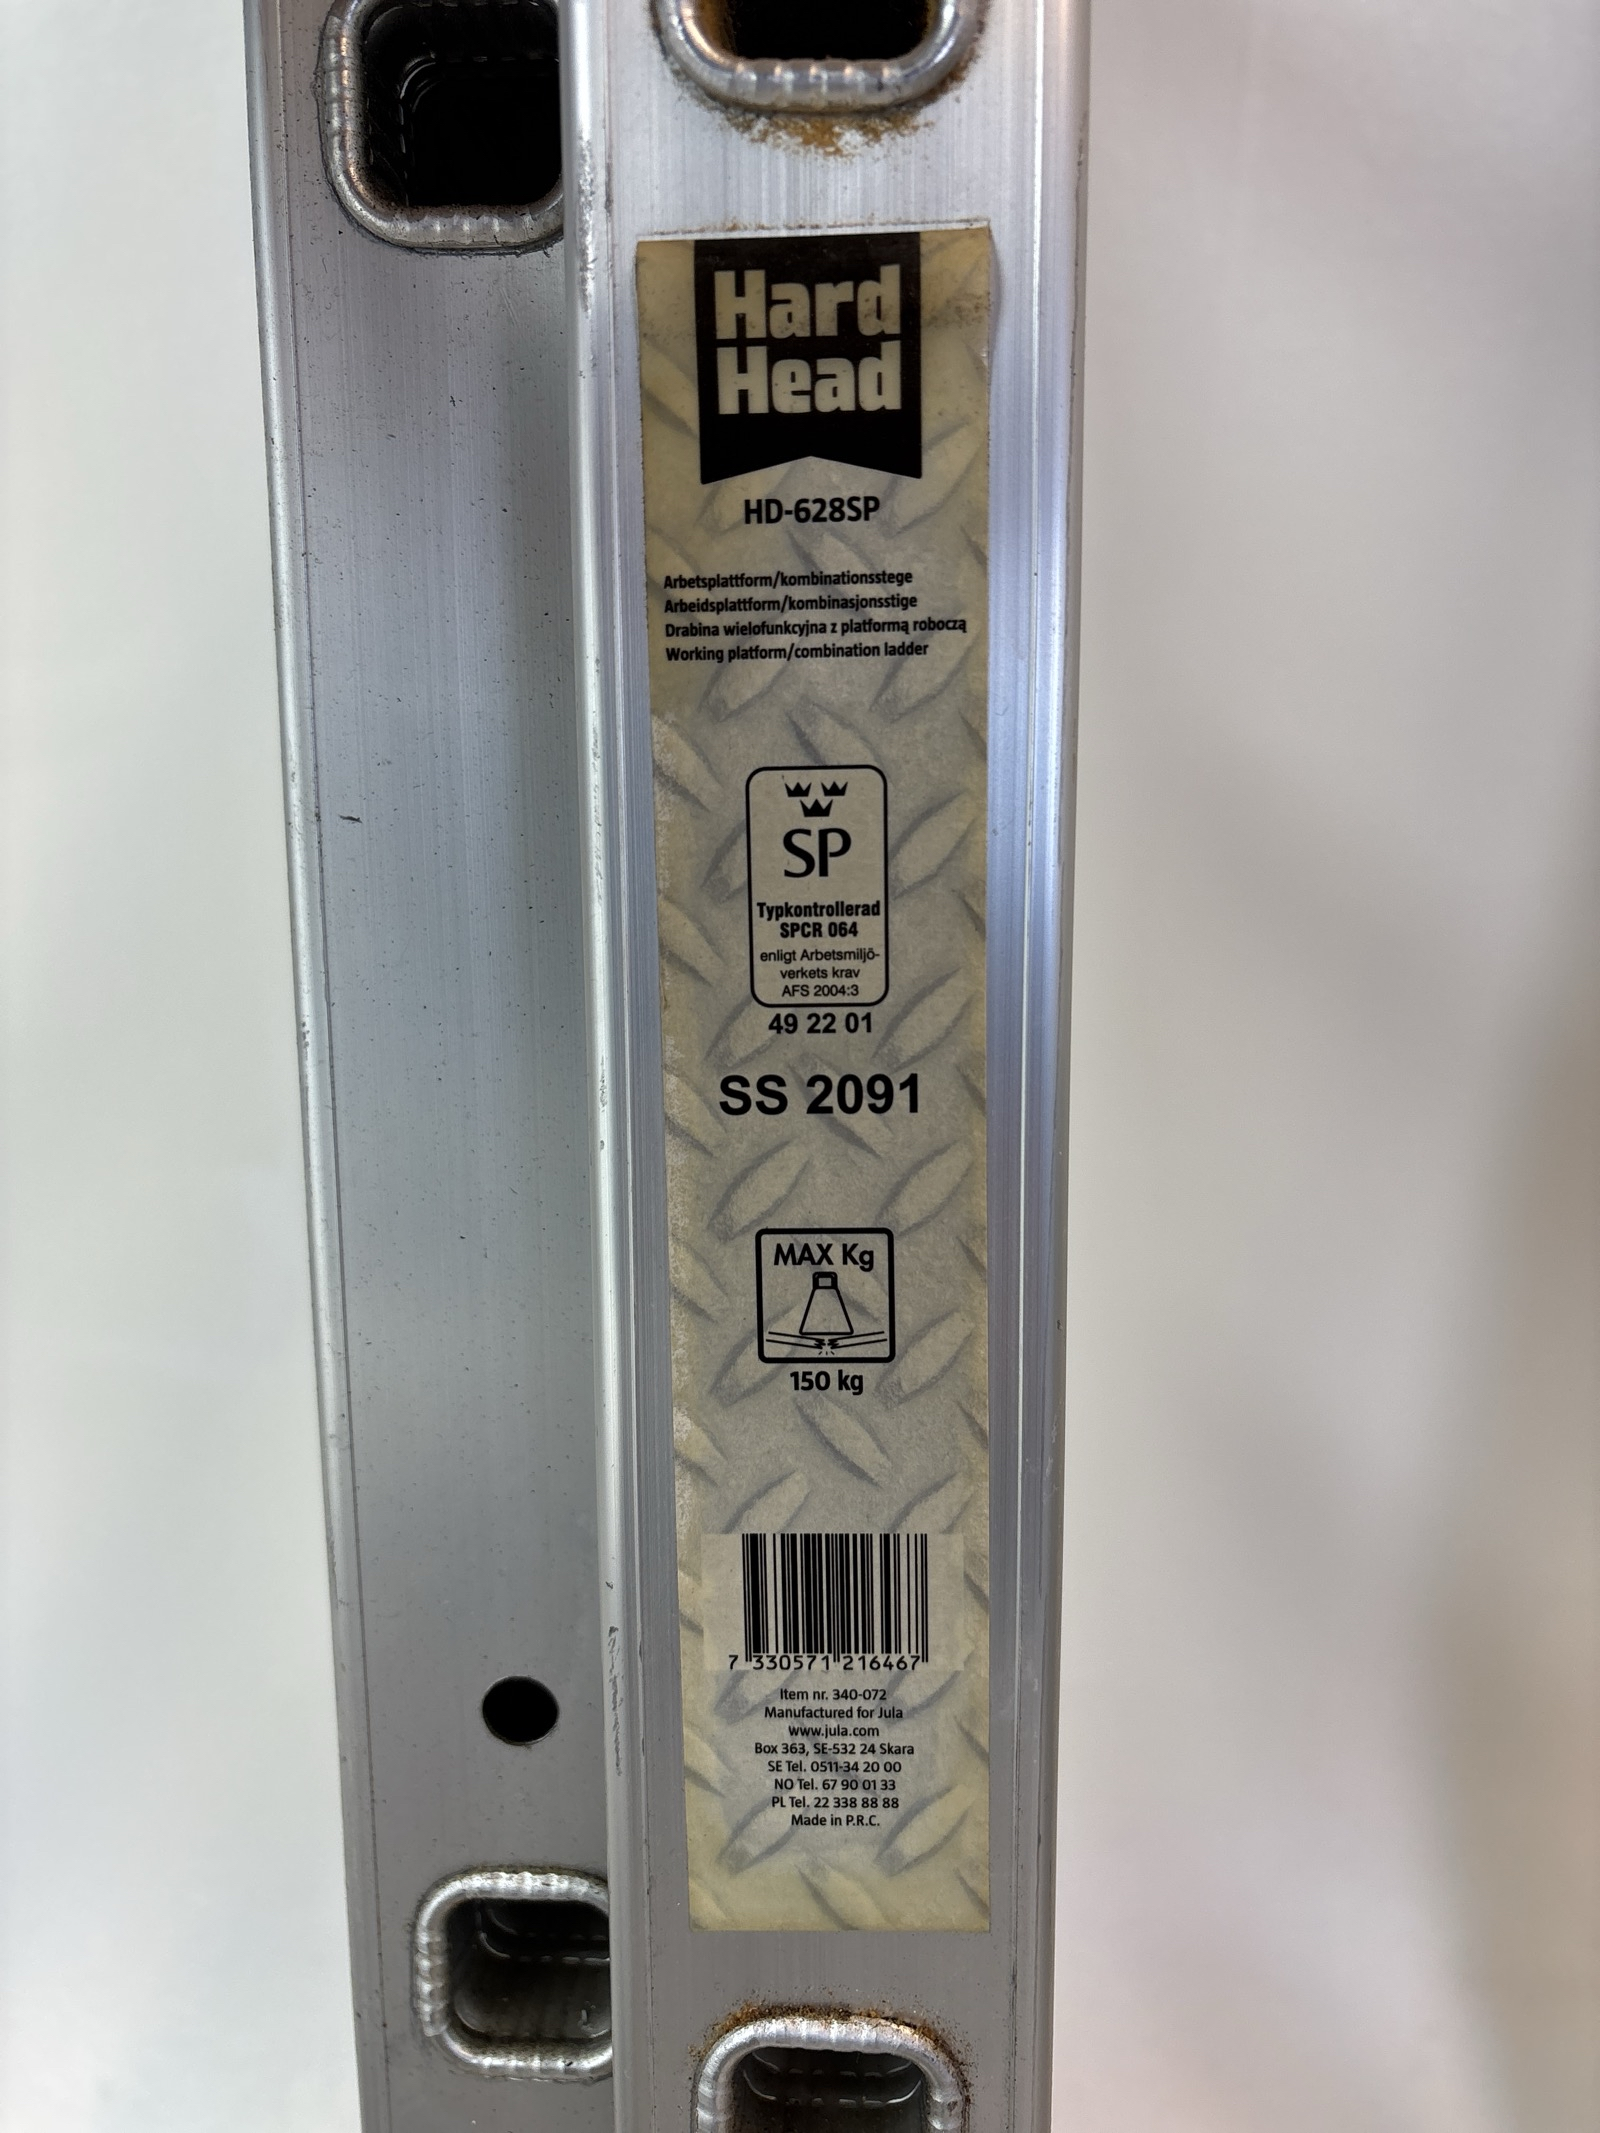 Hard
Head
HD-628SP
Arbetsplattform/kombinationsstege
Arbeidsplattform/kombinasjonsstige
Drabina wielofunkcyjna z platformą roboczą
Working platform/combination ladder
SP
Typkontrollerad
SPCR 064
enligt Arbetsmiljö-
verkets krav
AFS 2004:3
49 22 01
SS 2091
MAX Kg
150 kg
7 330571 216467
Item nr. 340-072
Manufactured for Jula
www.jula.com
Box 363, SE-532 24 Skara
SE Tel. 0511-34 20 00
NO Tel. 67 90 01 33
PL Tel. 22 338 88 88
Made in P.R.C.